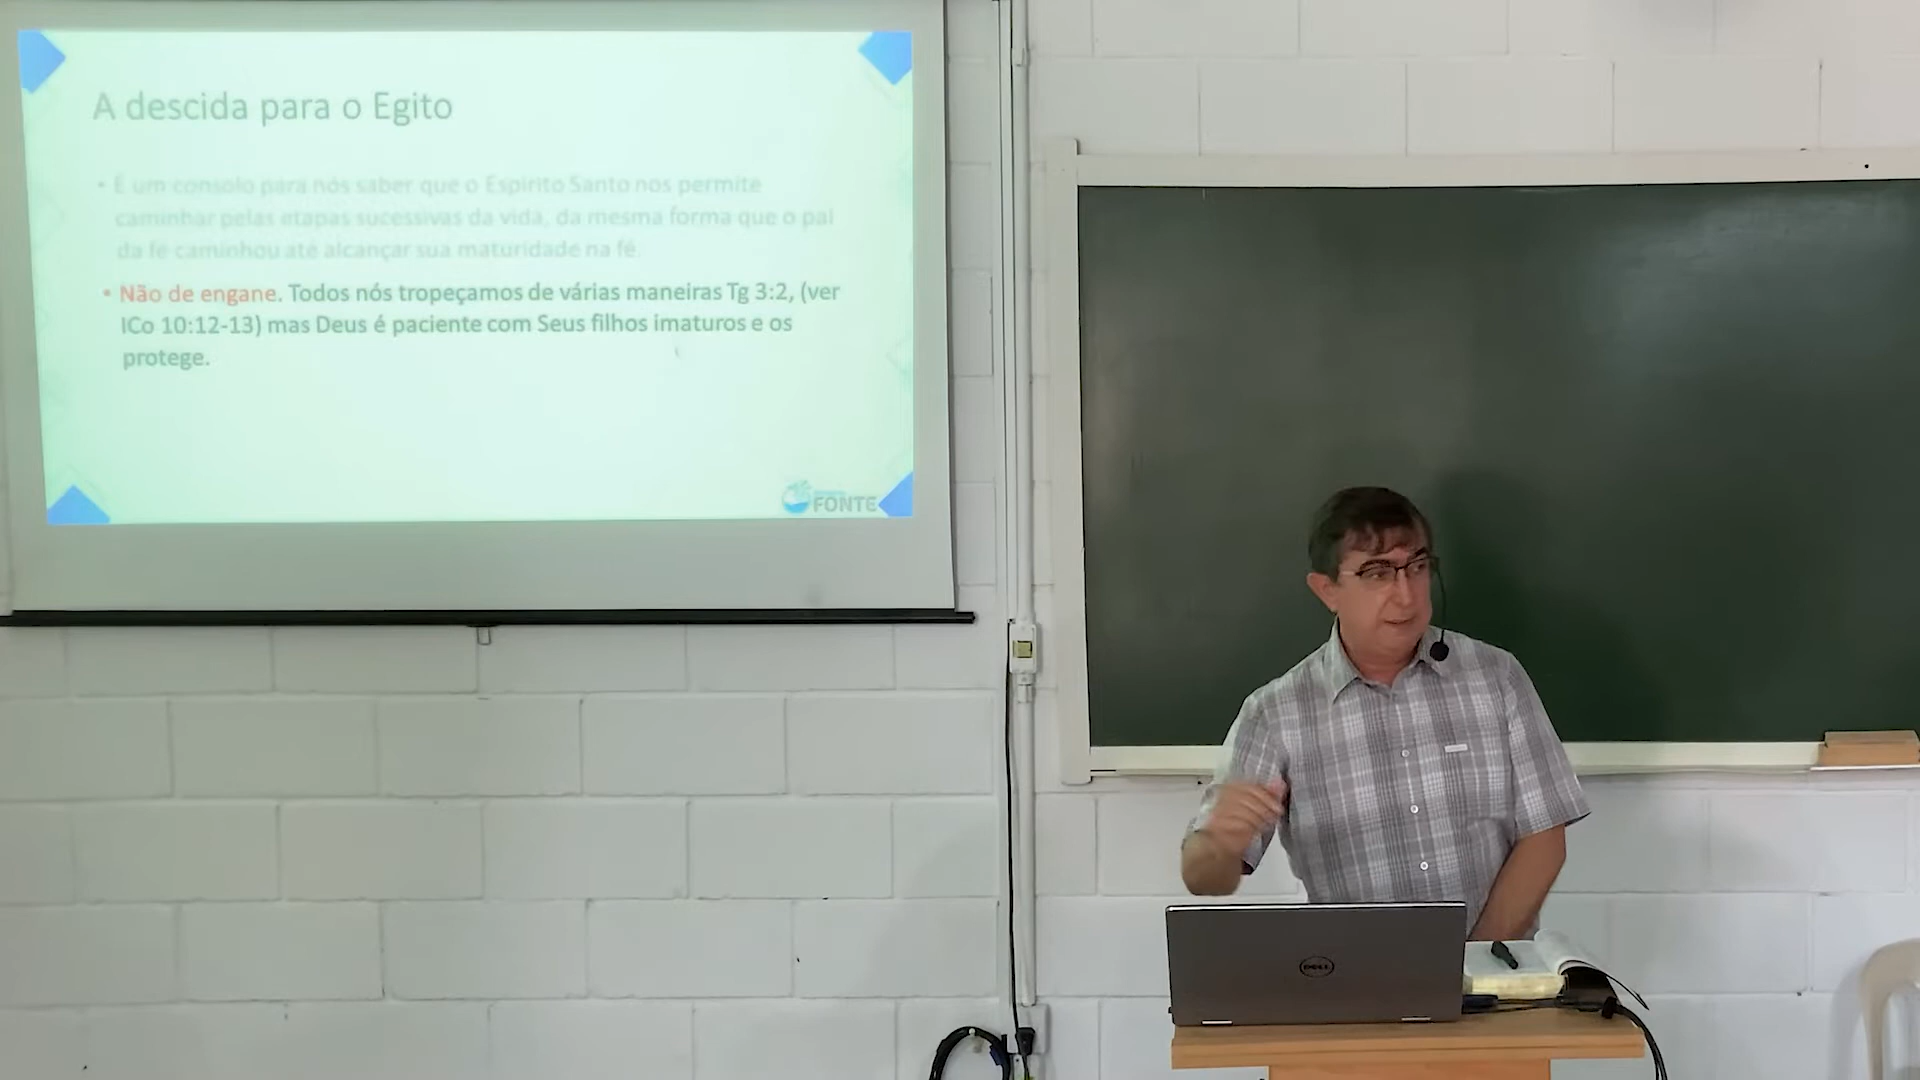 A descida para o Egito
• É um consolo para nós saber que o Espírito Santo nos permite
caminhar pelas etapas sucessivas da vida, da mesma forma que o pai
da fé caminhou até alcançar sua maturidade na fé.
• Não de engane. Todos nós tropeçamos de várias maneiras Tg 3:2, (ver
ICo 10:12-13) mas Deus é paciente com Seus filhos imaturos e os
protege.
FONTE
DELL